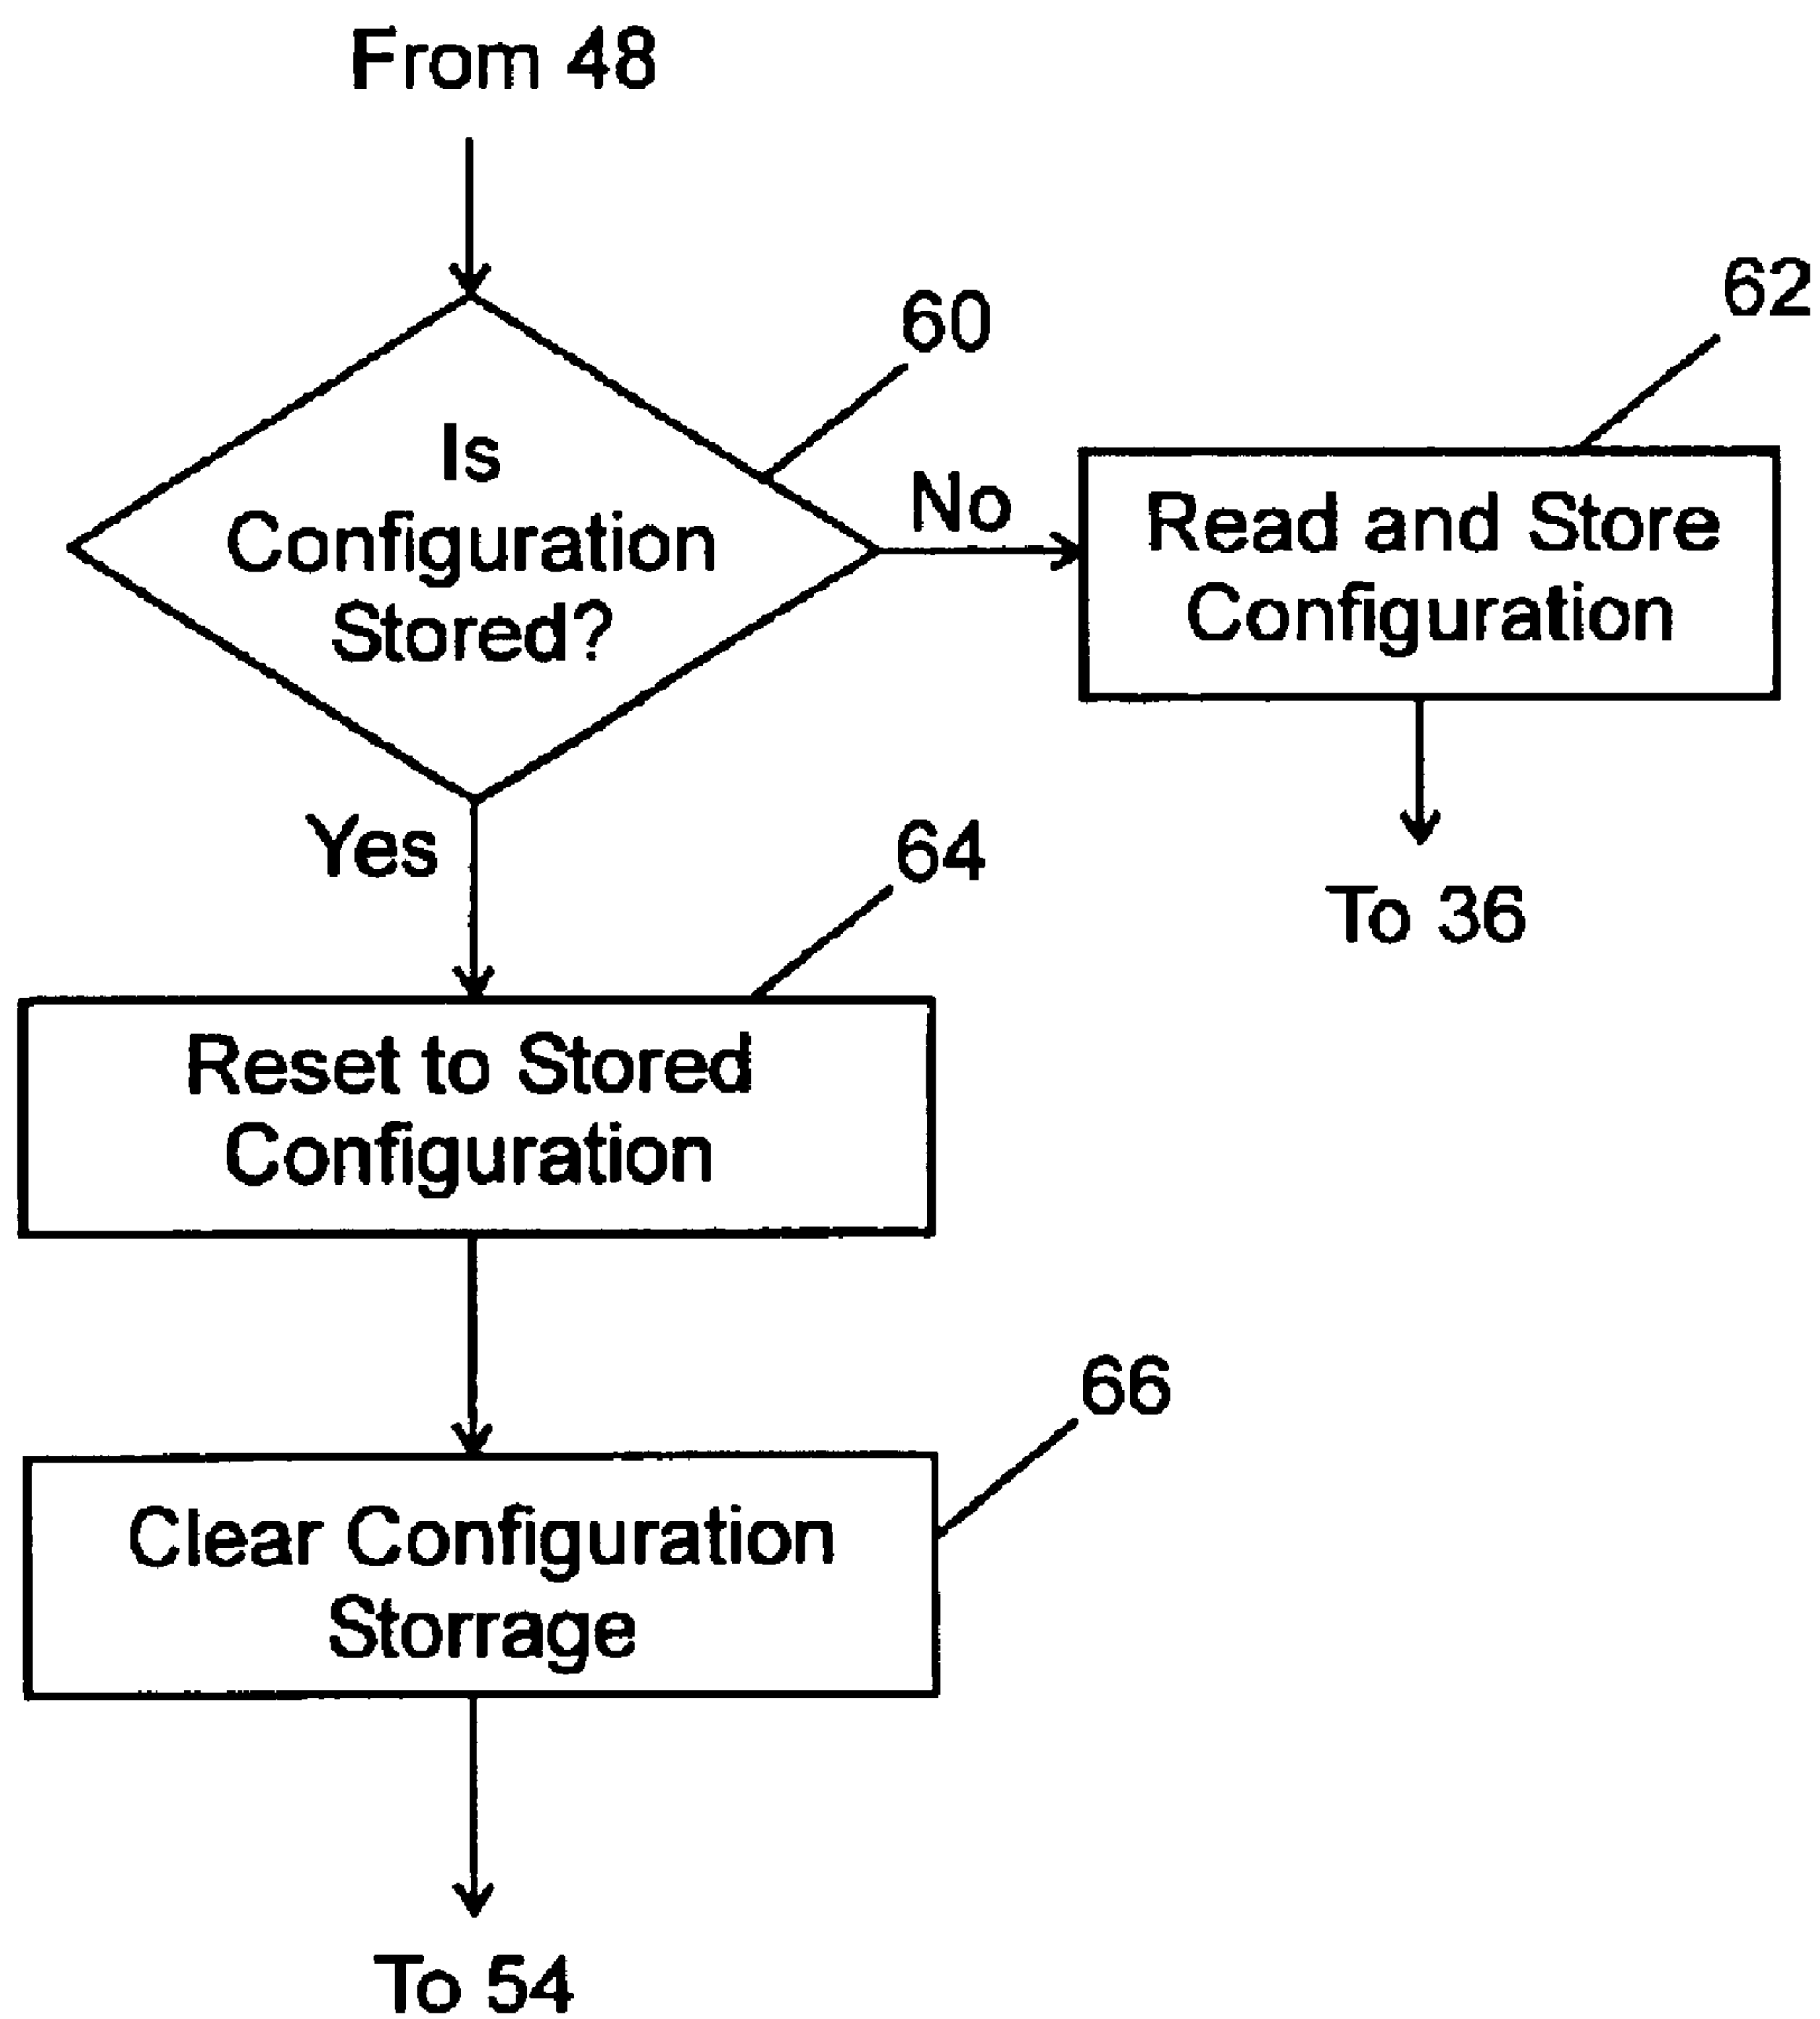 From 48
60
62
Is
Configuration
Stored?
No
Read and Store
Configuration
Yes
64
To 36
Reset to Stored
Configuration
66
Clear Configuration
Storrage
To 54